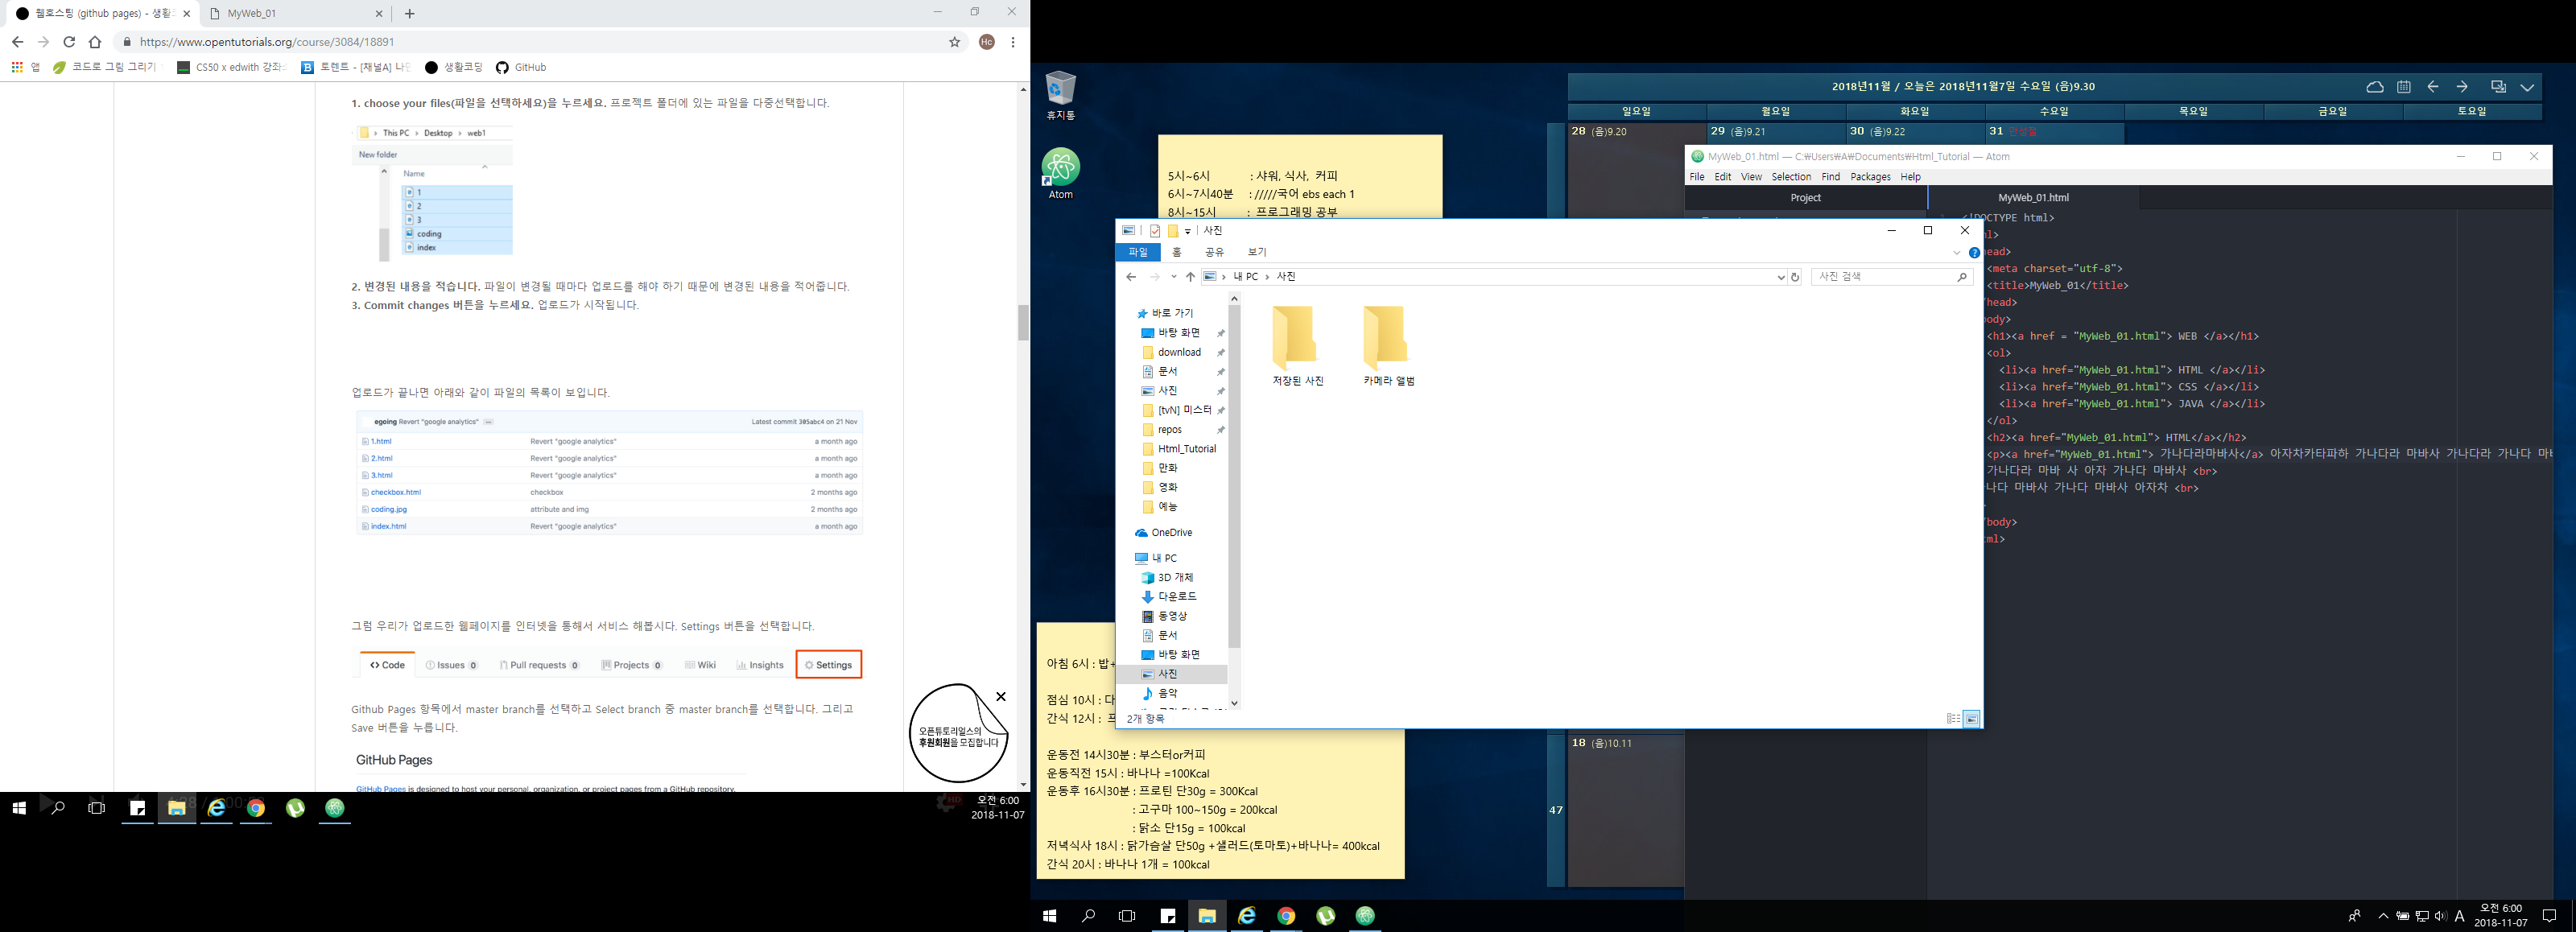 웹호스팅 (github pages) - 생활코
MyWeb_01
https://www.opentutorials.org/course/3084/18891
Hc
앱
코드로 그림 그리기
CS50 x edwith 강좌
토렌트 - [채널A] 나만
생활코딩
GitHub
1. choose your files(파일을 선택하세요)을 누르세요. 프로젝트 폴더에 있는 파일을 다중선택합니다.
This PC > Desktop > web1
New folder
Name
1
2
3
coding
index
2. 변경된 내용을 적습니다. 파일이 변경될 때마다 업로드를 해야 하기 때문에 변경된 내용을 적어줍니다.
3. Commit changes 버튼을 누르세요. 업로드가 시작됩니다.
업로드가 끝나면 아래와 같이 파일의 목록이 보입니다.
egoing Revert "google analytics" Latest commit 305abc4 on 21 Nov
1.html Revert "google analytics" a month ago
2.html Revert "google analytics" a month ago
3.html Revert "google analytics" a month ago
checkbox.html checkbox 2 months ago
coding.jpg attribute and img 2 months ago
index.html Revert "google analytics" a month ago
그럼 우리가 업로드한 웹페이지를 인터넷을 통해서 서비스 해봅시다. Settings 버튼을 선택합니다.
Code Issues 0 Pull requests 0 Projects 0 Wiki Insights Settings
Github Pages 항목에서 master branch를 선택하고 Select branch 중 master branch를 선택합니다. 그리고
Save 버튼을 누릅니다.
GitHub Pages
GitHub Pages is designed to host your personal, organization, or project pages from a GitHub repository.
오픈튜토리얼스의
후원회원을 모집합니다
오전 6:00
2018-11-07
휴지통
Atom
5시~6시 : 샤워, 식사, 커피
6시~7시40분 : /////국어 ebs each 1
8시~15시 : 프로그래밍 공부
2018년11월 / 오늘은 2018년11월7일 수요일 (음)9.30
일요일 월요일 화요일 수요일 목요일 금요일 토요일
28 (음)9.20
29 (음)9.21
30 (음)9.22
31
MyWeb_01.html — C:₩Users₩A₩Documents₩Html_Tutorial — Atom
File Edit View Selection Find Packages Help
Project
MyWeb_01.html
<!DOCTYPE html>
ml>
head>
<meta charset="utf-8">
<title>MyWeb_01</title>
head>
body>
<h1><a href = "MyWeb_01.html"> WEB </a></h1>
<ol>
<li><a href="MyWeb_01.html"> HTML </a></li>
<li><a href="MyWeb_01.html"> CSS </a></li>
<li><a href="MyWeb_01.html"> JAVA </a></li>
</ol>
<h2><a href="MyWeb_01.html"> HTML</a></h2>
<p><a href="MyWeb_01.html"> 가나다라마바사</a> 아자차카타파하 가나다라 마바사 가나다라 가나다 마바
가나다라 마바 사 아자 가나다 마바사 <br>
나다 마바사 가나다 마바사 아자차 <br>
body>
tml>
사진
파일 홈 공유 보기
내 PC > 사진
사진 검색
바로 가기
바탕 화면
download
문서
사진
[tvN] 미스터
repos
Html_Tutorial
만화
영화
예능
OneDrive
내 PC
3D 개체
다운로드
동영상
문서
바탕 화면
사진
음악
저장된 사진
카메라 앨범
2개 항목
아침 6시 : 밥+
점심 10시 : 다
간식 12시 : 프
운동전 14시30분 : 부스터or커피
운동직전 15시 : 바나나 =100Kcal
운동후 16시30분 : 프로틴 단30g = 300Kcal
: 고구마 100~150g = 200kcal
: 닭소 단15g = 100kcal
저녁식사 18시 : 닭가슴살 단50g +샐러드(토마토)+바나나= 400kcal
간식 20시 : 바나나 1개 = 100kcal
18 (음)10.11
47
A
오전 6:00
2018-11-07